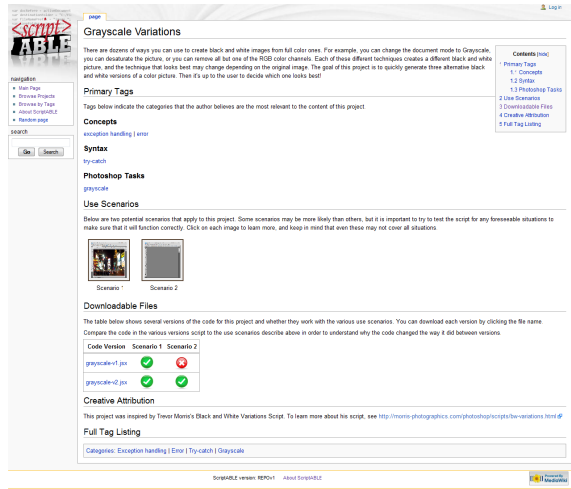 Log in
page
<script>
ABLE
Grayscale Variations
There are dozens of ways you can use to create black and white images from full color ones. For example, you can change the document mode to Grayscale,
you can desaturate the picture, or you can remove all but one of the RGB color channels. Each of these different techniques creates a different black and white
picture, and the technique that looks best may change depending on the original image. The goal of this project is to quickly generate three alternative black
and white versions of a color picture. Then it's up to the user to decide which one looks best!
Contents [hide]
1 Primary Tags
1.1 Concepts
1.2 Syntax
1.3 Photoshop Tasks
2 Use Scenarios
3 Downloadable Files
4 Creative Attribution
5 Full Tag Listing
navigation
Main Page
Browse Projects
Browse by Tags
About ScriptABLE
Random page
search
Go Search
Primary Tags
Tags below indicate the categories that the author believes are the most relevant to the content of this project
Concepts
exception handling | error
Syntax
try-catch
Photoshop Tasks
grayscale
Use Scenarios
Below are two potential scenarios that apply to this project. Some scenarios may be more likely than others, but it is important to try to test the script for any foreseeable situations to
make sure that it will function correctly. Click on each image to learn more, and keep in mind that even these may not cover all situations.
Scenario 1 Scenario 2
Downloadable Files
The table below shows several versions of the code for this project and whether they work with the various use scenarios. You can download each version by clicking the file name.
Compare the code in the various versions script to the use scenarios describe above in order to understand why the code changed the way it did between versions.
Code Version Scenario 1 Scenario 2
grayscale-v1.jsx
grayscale-v2.jsx
Creative Attribution
This project was inspired by Trevor Morris's Black and White Variations Script. To learn more about his script, see http://morris-photographics.com/photoshop/scripts/bw-variations.html
Full Tag Listing
Categories: Exception handling | Error | Try-catch | Grayscale
ScriptABLE version: REPOv1 About ScriptABLE
Powered By
MediaWiki